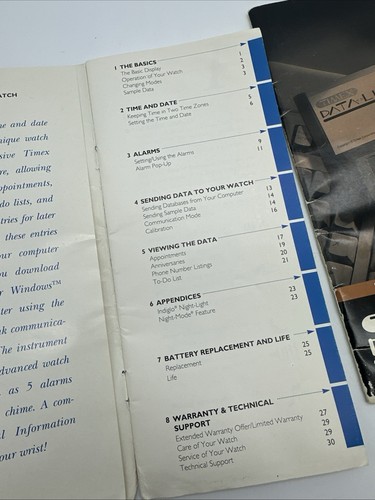 ATCH
ne and date
nique watch
sive Timex
re, allowing
ppointments,
do lists, and
tries for later
these entries
ur computer
u download
r Windows™
ter using the
nk communica-
The instrument
dvanced watch
as 5 alarms
chime. A com-
l Information
our wrist!
1 THE BASICS 1
The Basic Display 2
Operation of Your Watch 3
Changing Modes 3
Sample Data
2 TIME AND DATE 5
Keeping Time in Two Time Zones 6
Setting the Time and Date
3 ALARMS 9
Setting/Using the Alarms 11
Alarm Pop-Up
4 SENDING DATA TO YOUR WATCH 13
Sending Databases from Your Computer 14
Sending Sample Data 14
Communication Mode 16
Calibration
5 VIEWING THE DATA 17
Appointments 19
Anniversaries 20
Phone Number Listings 21
To-Do List
6 APPENDICES 23
Indiglo® Night-Light 23
Night-Mode® Feature
7 BATTERY REPLACEMENT AND LIFE 25
Replacement 25
Life
8 WARRANTY & TECHNICAL
SUPPORT
Extended Warranty Offer/Limited Warranty 27
Care of Your Watch 29
Service of Your Watch 29
Technical Support 30
DATA